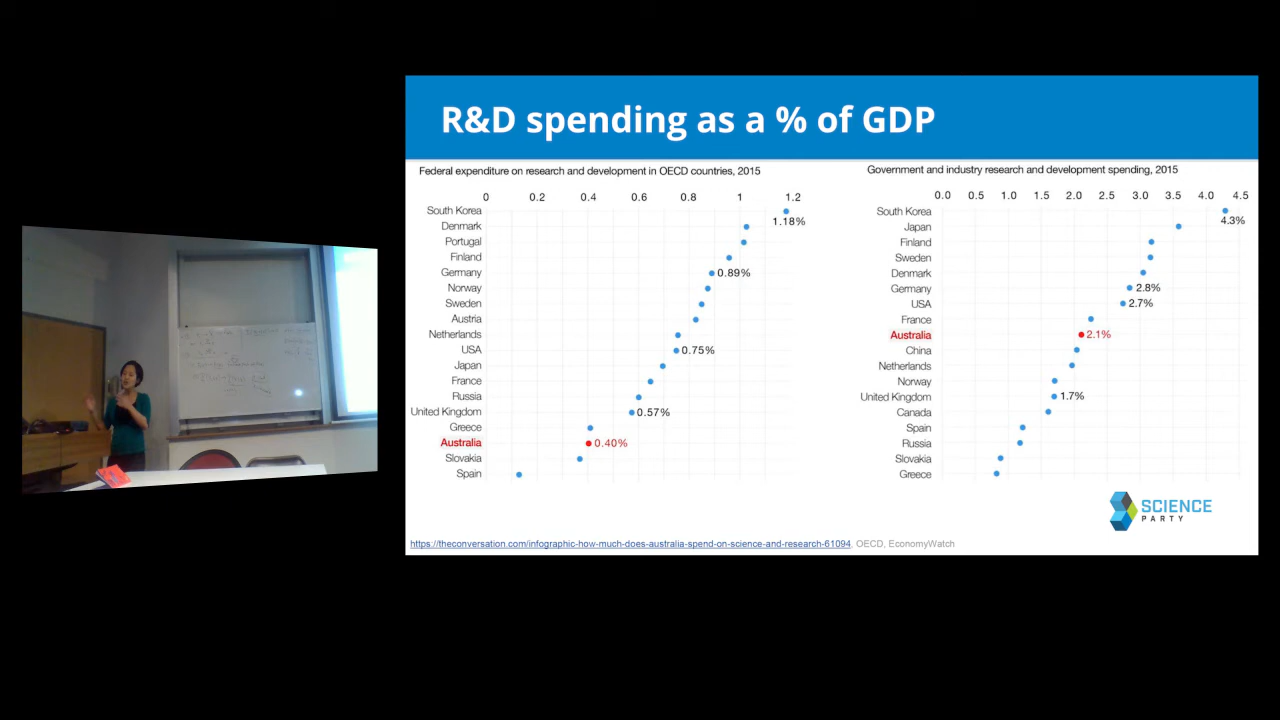 R&D spending as a % of GDP
Federal expenditure on research and development in OECD countries, 2015
0 0.2 0.4 0.6 0.8 1 1.2
South Korea
1.18%
Denmark
Portugal
Finland
Germany 0.89%
Norway
Sweden
Austria
Netherlands
USA 0.75%
Japan
France
Russia
United Kingdom 0.57%
Greece
Australia 0.40%
Slovakia
Spain
Government and industry research and development spending, 2015
0.0 0.5 1.0 1.5 2.0 2.5 3.0 3.5 4.0 4.5
South Korea
4.3%
Japan
Finland
Sweden
Denmark
Germany 2.8%
USA 2.7%
France
Australia 2.1%
China
Netherlands
Norway
United Kingdom 1.7%
Canada
Spain
Russia
Slovakia
Greece
SCIENCE
PARTY
https://theconversation.com/infographic-how-much-does-australia-spend-on-science-and-research-61094, OECD, EconomyWatch